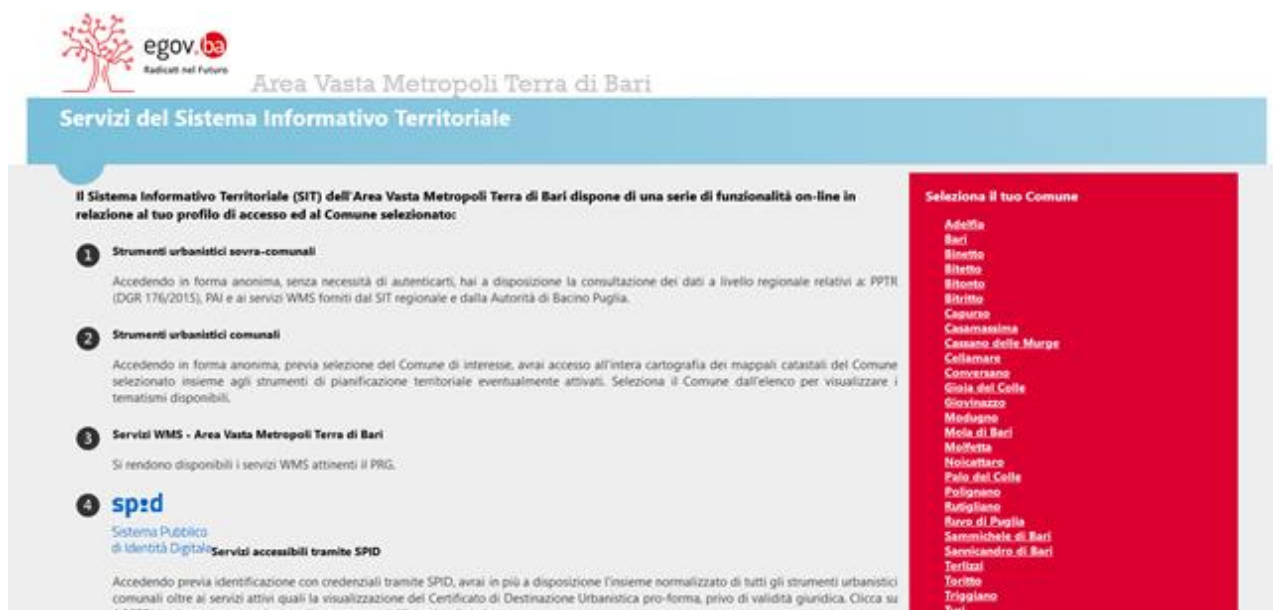 egov.ba
Radicati nel Futuro
Area Vasta Metropoli Terra di Bari
Servizi del Sistema Informativo Territoriale
Il Sistema Informativo Territoriale (SIT) dell'Area Vasta Metropoli Terra di Bari dispone di una serie di funzionalità on-line in
relazione al tuo profilo di accesso ed al Comune selezionato:
1 Strumenti urbanistici sovra-comunali
Accedendo in forma anonima, senza necessità di autenticarti, hai a disposizione la consultazione dei dati a livello regionale relativi a: PPTR
(DGR 176/2015), PAI e ai servizi WMS forniti dal SIT regionale e dalla Autorità di Bacino Puglia.
2 Strumenti urbanistici comunali
Accedendo in forma anonima, previa selezione del Comune di interesse, avrai accesso all'intera cartografia dei mappali catastali del Comune
selezionato insieme agli strumenti di pianificazione territoriale eventualmente attivati. Seleziona il Comune dall'elenco per visualizzare i
tematismi disponibili.
3 Servizi WMS - Area Vasta Metropoli Terra di Bari
Si rendono disponibili i servizi WMS attinenti il PRG.
4 sp:d
Sistema Pubblico
di Identità Digitale Servizi accessibili tramite SPID
Accedendo previa identificazione con credenziali tramite SPID, avrai in più a disposizione l'insieme normalizzato di tutti gli strumenti urbanistici
comunali oltre ai servizi attivi quali la visualizzazione del Certificato di Destinazione Urbanistica pro-forma, privo di validità giuridica. Clicca su
Seleziona il tuo Comune
Adelfia
Bari
Binetto
Bitetto
Bitonto
Bitritto
Capurso
Casamassima
Cassano delle Murge
Cellamare
Conversano
Gioia del Colle
Giovinazzo
Modugno
Mola di Bari
Molfetta
Noicattaro
Palo del Colle
Polignano
Rutigliano
Ruvo di Puglia
Sammichele di Bari
Sannicandro di Bari
Terlizzi
Toritto
Triggiano
Turi